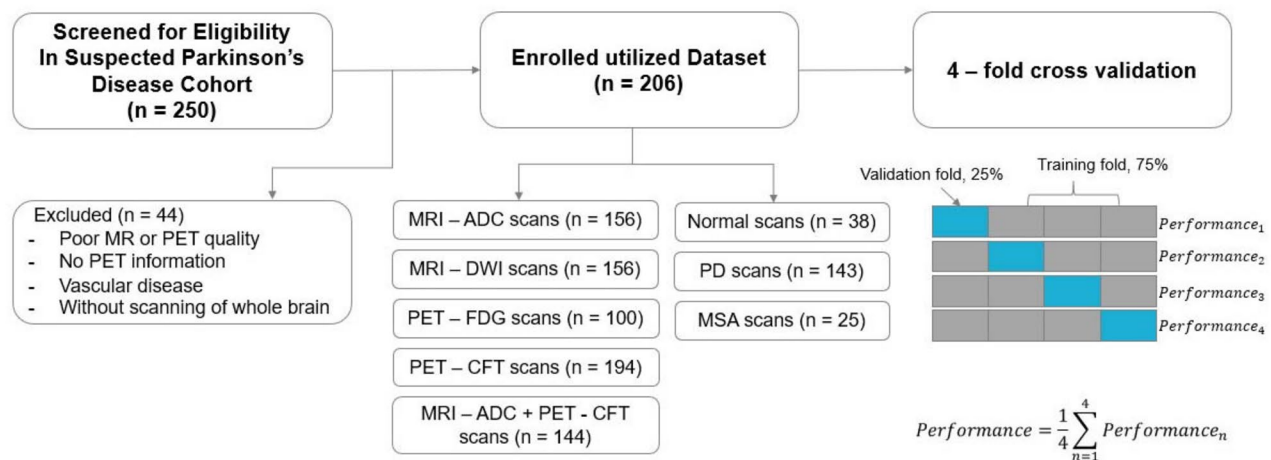 Screened for Eligibility
In Suspected Parkinson's
Disease Cohort
(n = 250)
Enrolled utilized Dataset
(n = 206)
4 – fold cross validation
Excluded (n = 44)
- Poor MR or PET quality
- No PET information
- Vascular disease
- Without scanning of whole brain
MRI – ADC scans (n = 156)
MRI – DWI scans (n = 156)
PET – FDG scans (n = 100)
PET – CFT scans (n = 194)
MRI – ADC + PET - CFT
scans (n = 144)
Normal scans (n = 38)
PD scans (n = 143)
MSA scans (n = 25)
Training fold, 75%
Validation fold, 25%
Performance₁
Performance₂
Performance₃
Performance₄
Performance = 1/4 ∑_{n=1}^{4} Performanceₙ